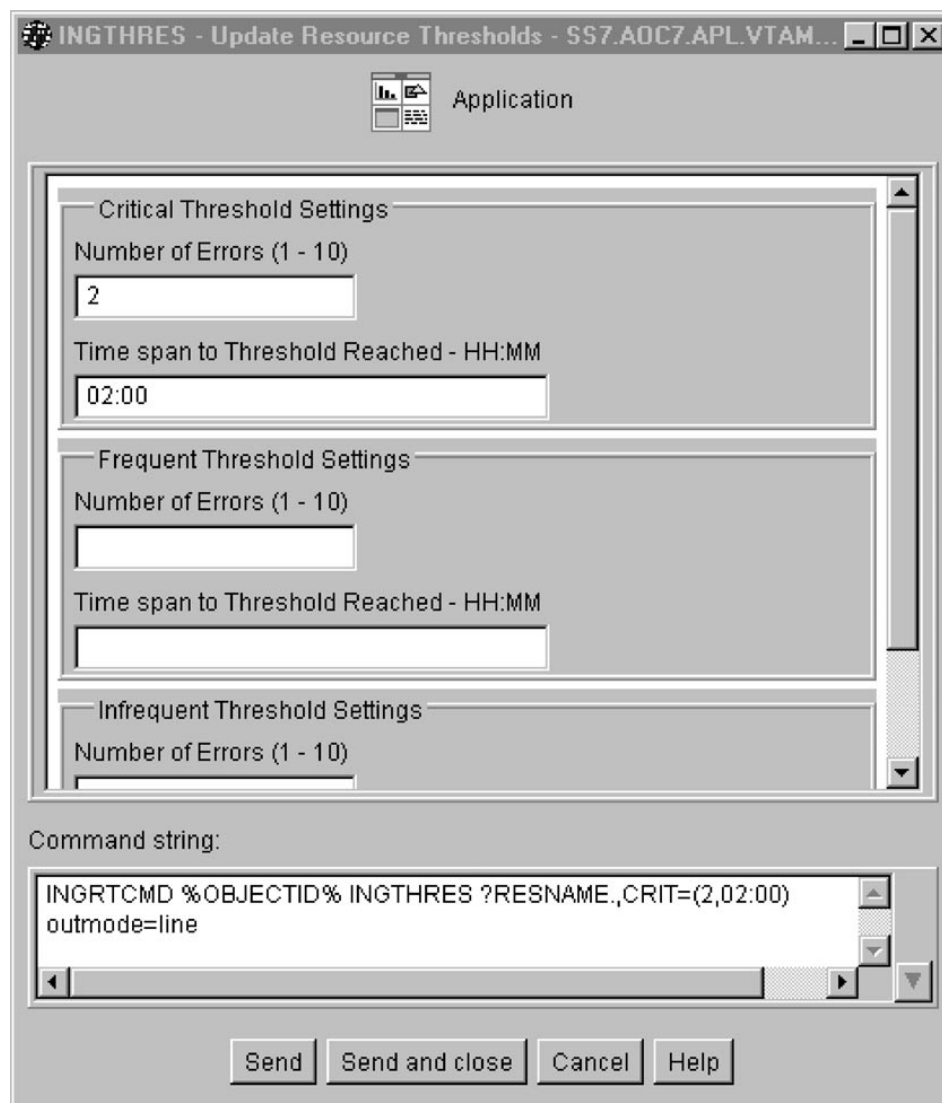 INGTHRES - Update Resource Thresholds - SS7.AOC7.APL.VTAM...
Application
Critical Threshold Settings
Number of Errors (1 - 10)
2
Time span to Threshold Reached - HH:MM
02:00
Frequent Threshold Settings
Number of Errors (1 - 10)
Time span to Threshold Reached - HH:MM
Infrequent Threshold Settings
Number of Errors (1 - 10)
Command string:
INGRTCMD %OBJECTID% INGTHRES ?RESNAME.,CRIT=(2,02:00)
outmode=line
Send Send and close Cancel Help